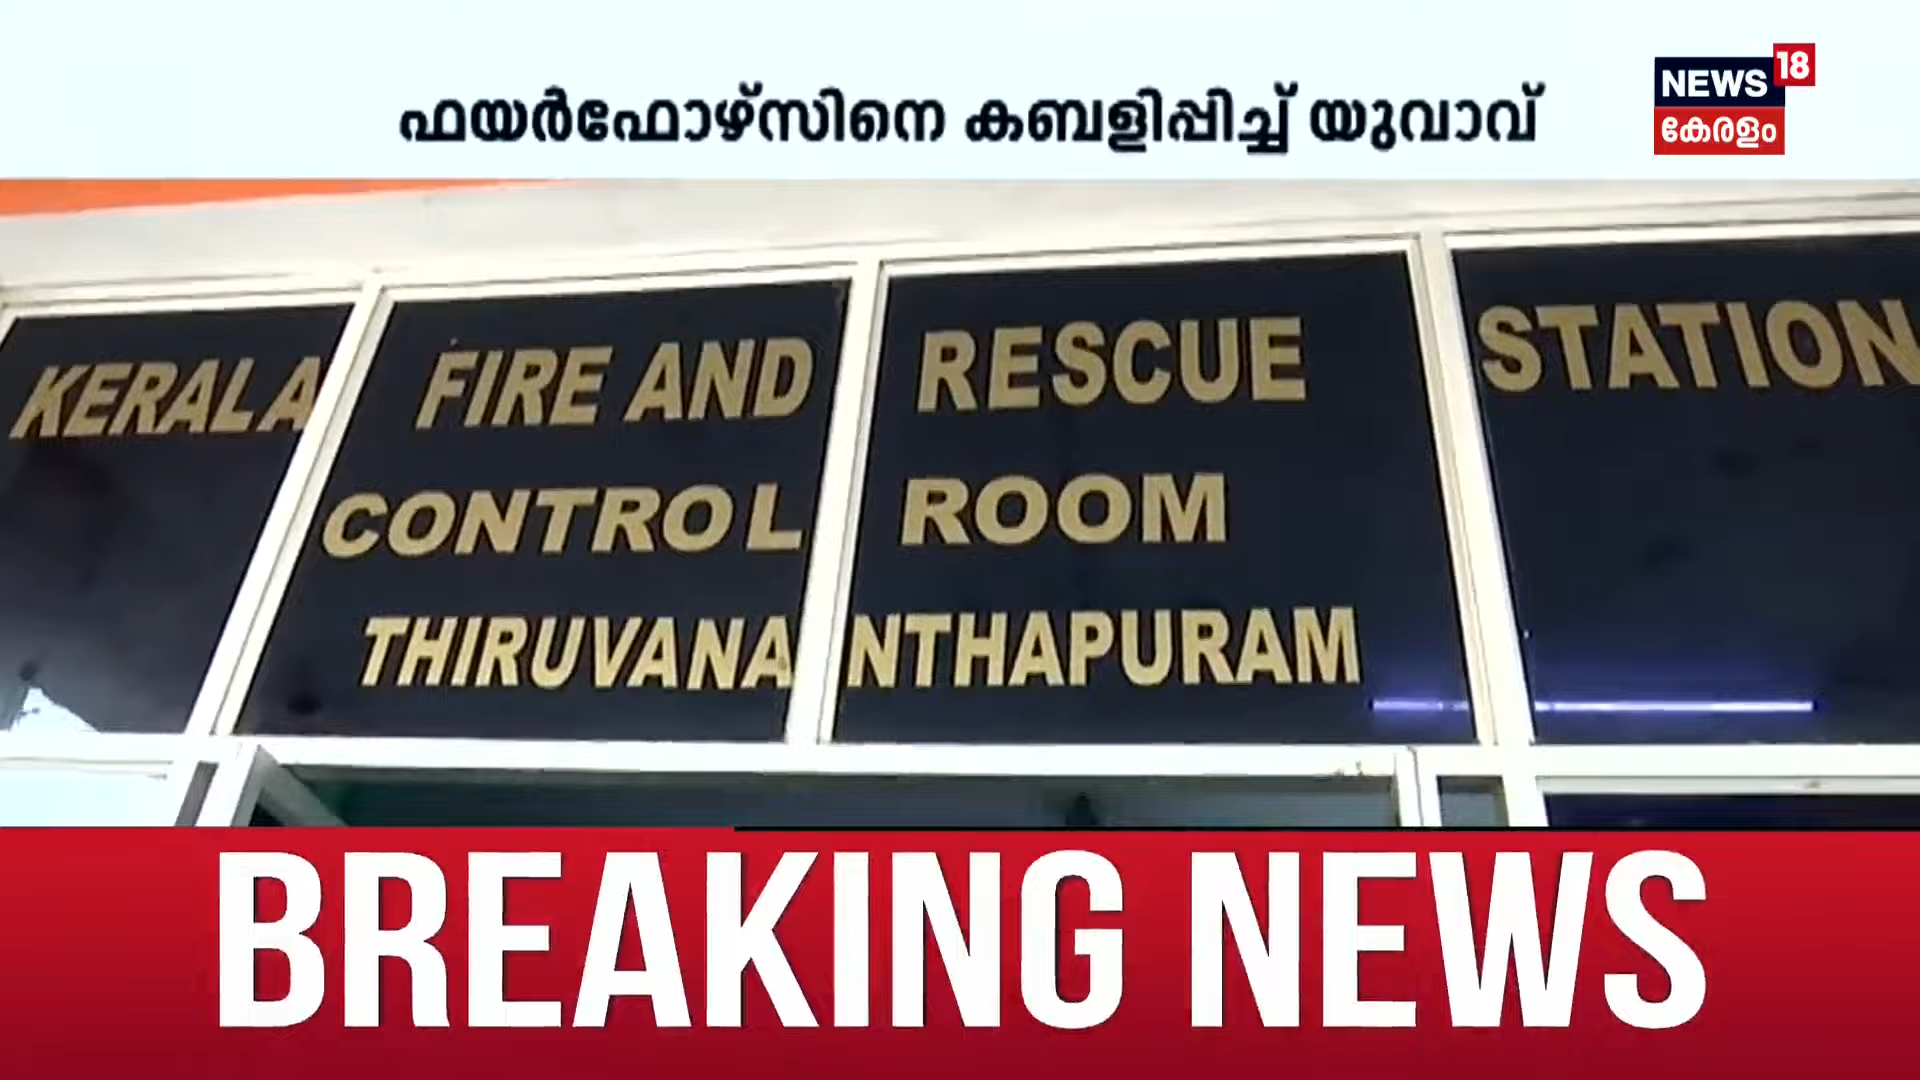 ഫയർഫോഴ്സിനെ കബളിപ്പിച്ച് യുവാവ്
NEWS 18
കേരളം
KERALA FIRE AND RESCUE STATION
CONTROL ROOM
THIRUVANANTHAPURAM
BREAKING NEWS